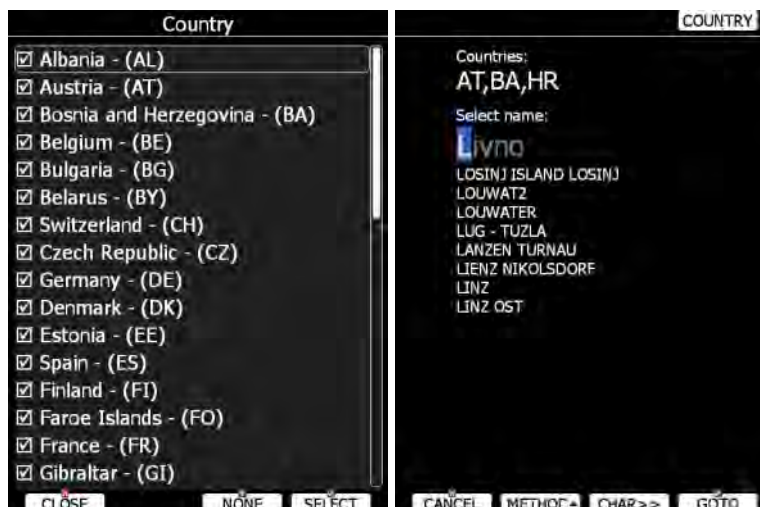 Country
Albania - (AL)
Austria - (AT)
Bosnia and Herzegovina - (BA)
Belgium - (BE)
Bulgaria - (BG)
Belarus - (BY)
Switzerland - (CH)
Czech Republic - (CZ)
Germany - (DE)
Denmark - (DK)
Estonia - (EE)
Spain - (ES)
Finland - (FI)
Faroe Islands - (FO)
France - (FR)
Gibraltar - (GI)
CLOSE NONE SELECT
COUNTRY
Countries:
AT,BA,HR
Select name:
Livno
LOSINJ ISLAND LOSINJ
LOUWAT2
LOUWATER
LUG - TUZLA
LANZEN TURNAU
LIENZ NIKOLSDORF
LINZ
LINZ OST
CANCEL METHOD CHAR>> GOTO